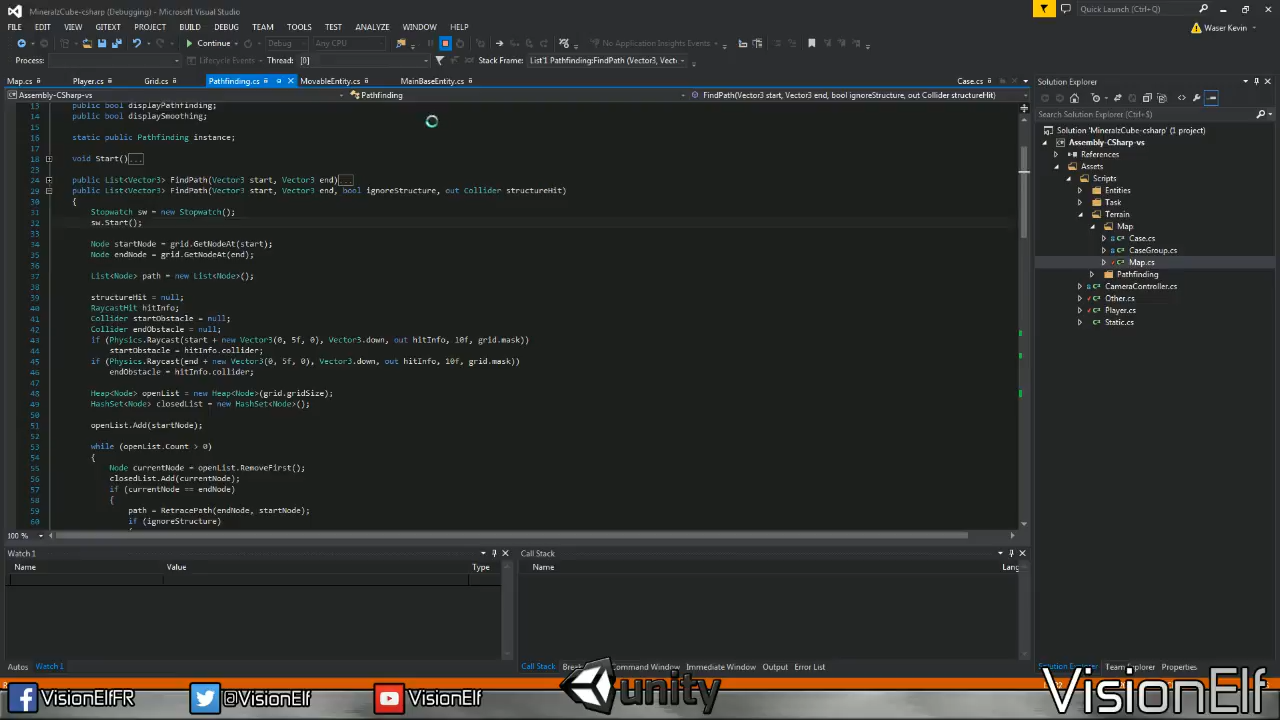 MineralzCube-csharp (Debugging) - Microsoft Visual Studio
Quick Launch (Ctrl+$)
FILE EDIT VIEW GITEXT PROJECT BUILD DEBUG TEAM TOOLS TEST ANALYZE WINDOW HELP
Waser Kevin
Continue Debug Any CPU No Application Insights Events
Process: Lifecycle Events Thread: [0] Stack Frame: List'1 Pathfinding:FindPath (Vector3, Vect
Map.cs Player.cs Grid.cs Pathfinding.cs MovableEntity.cs MainBaseEntity.cs Case.cs
Assembly-CSharp-vs Pathfinding FindPath(Vector3 start, Vector3 end, bool ignoreStructure, out Collider structureHit)
13 public bool displayPathfinding;
14 public bool displaySmoothing;
15
16 static public Pathfinding instance;
17
18 void Start()...
23
24 public List<Vector3> FindPath(Vector3 start, Vector3 end)...
29 public List<Vector3> FindPath(Vector3 start, Vector3 end, bool ignoreStructure, out Collider structureHit)
30 {
31 Stopwatch sw = new Stopwatch();
32 sw.Start();
33
34 Node startNode = grid.GetNodeAt(start);
35 Node endNode = grid.GetNodeAt(end);
36
37 List<Node> path = new List<Node>();
38
39 structureHit = null;
40 RaycastHit hitInfo;
41 Collider startObstacle = null;
42 Collider endObstacle = null;
43 if (Physics.Raycast(start + new Vector3(0, 5f, 0), Vector3.down, out hitInfo, 10f, grid.mask))
44 startObstacle = hitInfo.collider;
45 if (Physics.Raycast(end + new Vector3(0, 5f, 0), Vector3.down, out hitInfo, 10f, grid.mask))
46 endObstacle = hitInfo.collider;
47
48 Heap<Node> openList = new Heap<Node>(grid.gridSize);
49 HashSet<Node> closedList = new HashSet<Node>();
50
51 openList.Add(startNode);
52
53 while (openList.Count > 0)
54 {
55 Node currentNode = openList.RemoveFirst();
56 closedList.Add(currentNode);
57 if (currentNode == endNode)
58 {
59 path = RetracePath(endNode, startNode);
60 if (ignoreStructure)
100 %
Solution Explorer
Search Solution Explorer (Ctrl+$)
Solution 'MineralzCube-csharp' (1 project)
Assembly-CSharp-vs
References
Assets
Scripts
Entities
Task
Terrain
Map
Case.cs
CaseGroup.cs
Map.cs
Pathfinding
CameraController.cs
Other.cs
Player.cs
Static.cs
Watch 1
Name Value Type
Call Stack
Name Lang
Autos Watch 1
Call Stack Break Command Window Immediate Window Output Error List
Solution Explorer Team Explorer Properties
VisionElfFR @VisionElf VisionElf unity VisionElf